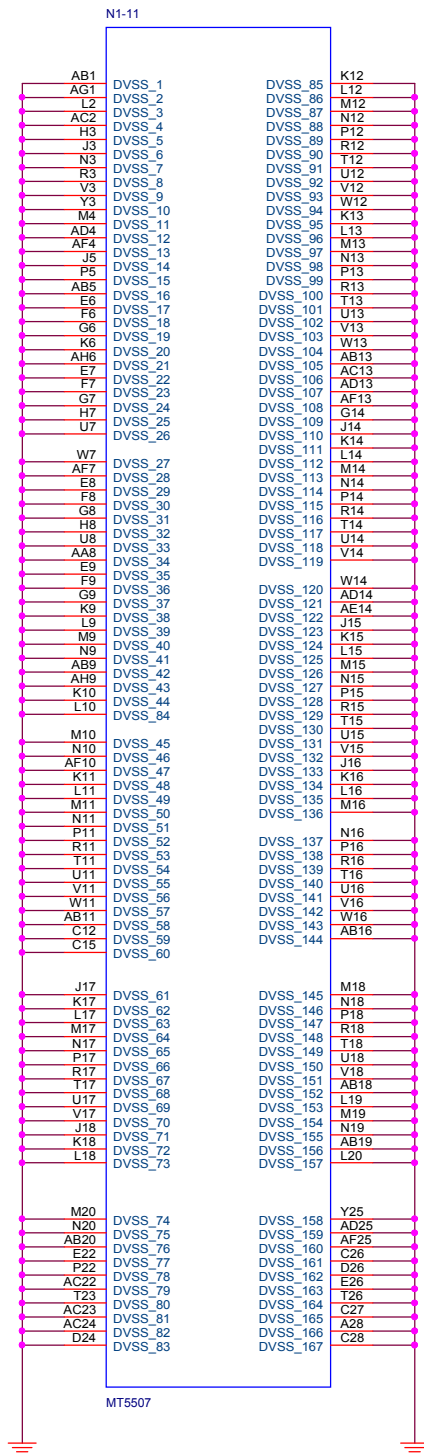 N1-11
AB1 DVSS_1 DVSS_85 K12
AG1 DVSS_2 DVSS_86 L12
L2 DVSS_3 DVSS_87 M12
AC2 DVSS_4 DVSS_88 N12
H3 DVSS_5 DVSS_89 P12
J3 DVSS_6 DVSS_90 R12
N3 DVSS_7 DVSS_91 T12
R3 DVSS_8 DVSS_92 U12
V3 DVSS_9 DVSS_93 V12
Y3 DVSS_10 DVSS_94 W12
M4 DVSS_11 DVSS_95 K13
AD4 DVSS_12 DVSS_96 L13
AF4 DVSS_13 DVSS_97 M13
J5 DVSS_14 DVSS_98 N13
P5 DVSS_15 DVSS_99 P13
AB5 DVSS_16 DVSS_100 R13
E6 DVSS_17 DVSS_101 T13
F6 DVSS_18 DVSS_102 U13
G6 DVSS_19 DVSS_103 V13
K6 DVSS_20 DVSS_104 W13
AH6 DVSS_21 DVSS_105 AB13
E7 DVSS_22 DVSS_106 AC13
F7 DVSS_23 DVSS_107 AD13
G7 DVSS_24 DVSS_108 AF13
H7 DVSS_25 DVSS_109 G14
U7 DVSS_26 DVSS_110 J14
DVSS_111 K14
W7 DVSS_27 DVSS_112 L14
AF7 DVSS_28 DVSS_113 M14
E8 DVSS_29 DVSS_114 N14
F8 DVSS_30 DVSS_115 P14
G8 DVSS_31 DVSS_116 R14
H8 DVSS_32 DVSS_117 T14
U8 DVSS_33 DVSS_118 U14
AA8 DVSS_34 DVSS_119 V14
E9 DVSS_35
F9 DVSS_36 DVSS_120 W14
G9 DVSS_37 DVSS_121 AD14
K9 DVSS_38 DVSS_122 AE14
L9 DVSS_39 DVSS_123 J15
M9 DVSS_40 DVSS_124 K15
N9 DVSS_41 DVSS_125 L15
AB9 DVSS_42 DVSS_126 M15
AH9 DVSS_43 DVSS_127 N15
K10 DVSS_44 DVSS_128 P15
L10 DVSS_84 DVSS_129 R15
DVSS_130 T15
M10 DVSS_45 DVSS_131 U15
N10 DVSS_46 DVSS_132 V15
AF10 DVSS_47 DVSS_133 J16
K11 DVSS_48 DVSS_134 K16
L11 DVSS_49 DVSS_135 L16
M11 DVSS_50 DVSS_136 M16
N11 DVSS_51
P11 DVSS_52 DVSS_137 N16
R11 DVSS_53 DVSS_138 P16
T11 DVSS_54 DVSS_139 R16
U11 DVSS_55 DVSS_140 T16
V11 DVSS_56 DVSS_141 U16
W11 DVSS_57 DVSS_142 V16
AB11 DVSS_58 DVSS_143 W16
C12 DVSS_59 DVSS_144 AB16
C15 DVSS_60
J17 DVSS_61 DVSS_145 M18
K17 DVSS_62 DVSS_146 N18
L17 DVSS_63 DVSS_147 P18
M17 DVSS_64 DVSS_148 R18
N17 DVSS_65 DVSS_149 T18
P17 DVSS_66 DVSS_150 U18
R17 DVSS_67 DVSS_151 V18
T17 DVSS_68 DVSS_152 AB18
U17 DVSS_69 DVSS_153 L19
V17 DVSS_70 DVSS_154 M19
J18 DVSS_71 DVSS_155 N19
K18 DVSS_72 DVSS_156 AB19
L18 DVSS_73 DVSS_157 L20
M20 DVSS_74 DVSS_158 Y25
N20 DVSS_75 DVSS_159 AD25
AB20 DVSS_76 DVSS_160 AF25
E22 DVSS_77 DVSS_161 C26
P22 DVSS_78 DVSS_162 D26
AC22 DVSS_79 DVSS_163 E26
T23 DVSS_80 DVSS_164 T26
AC23 DVSS_81 DVSS_165 C27
AC24 DVSS_82 DVSS_166 A28
D24 DVSS_83 DVSS_167 C28
MT5507